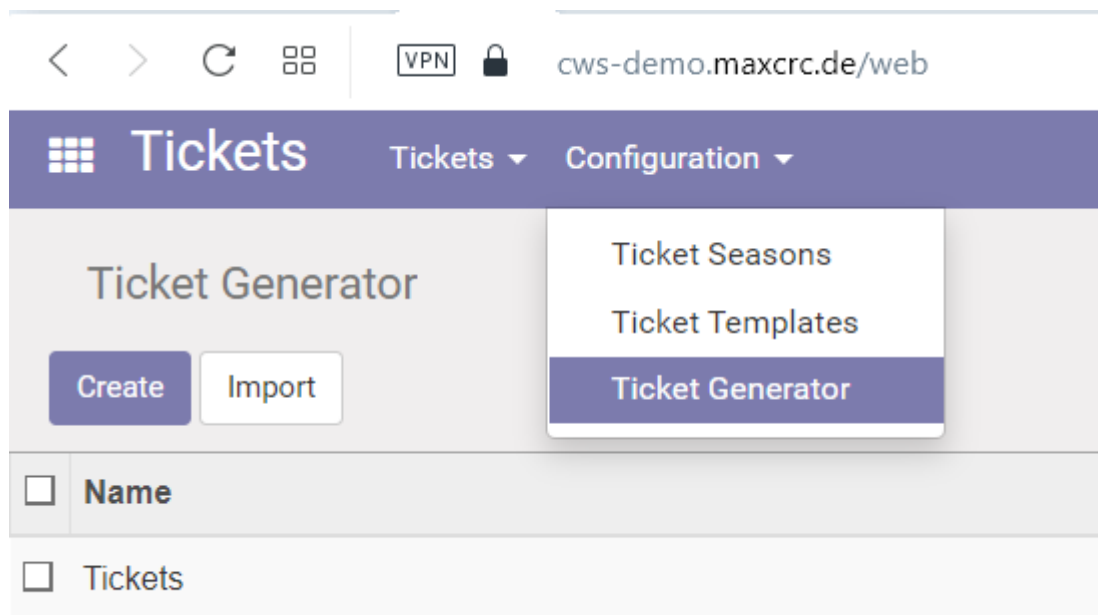 VPN cws-demo.maxcrc.de/web
Tickets Tickets Configuration
Ticket Seasons
Ticket Generator
Ticket Templates
Create Import
Ticket Generator
Name
Tickets